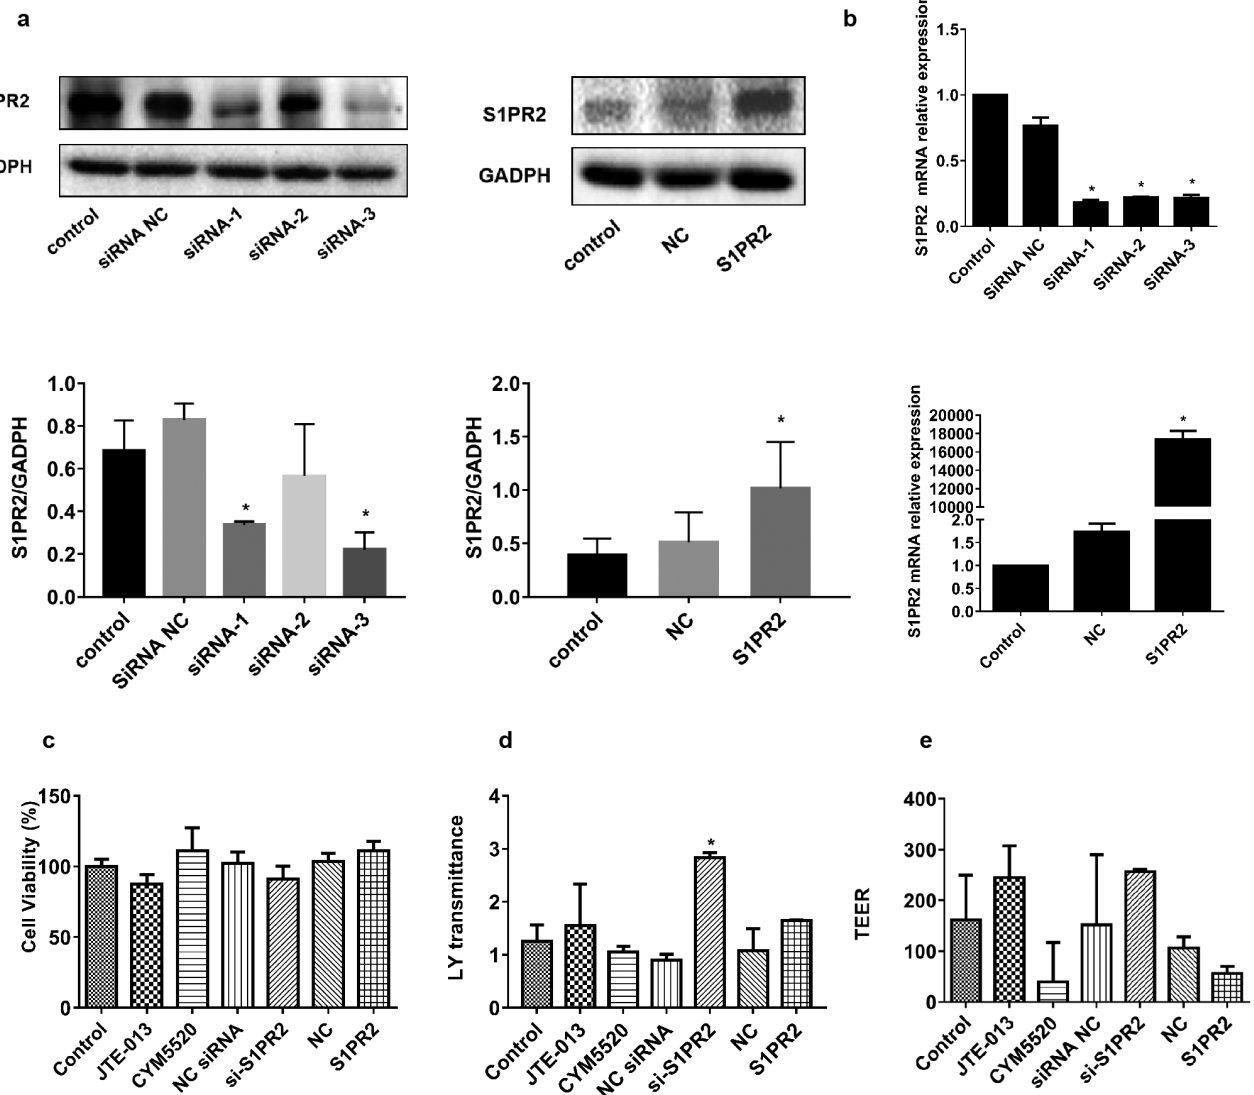 a
b
PR2
DPH
control
siRNA NC
siRNA-1
siRNA-2
siRNA-3
S1PR2
GADPH
control
NC
S1PR2
S1PR2 mRNA relative expression
1.5
1.0
0.5
0.0
Control
SiRNA NC
SiRNA-1
SiRNA-2
SiRNA-3
*
*
*
S1PR2/GADPH
1.0
0.8
0.6
0.4
0.2
0.0
*
*
control
SiRNA NC
siRNA-1
siRNA-2
siRNA-3
S1PR2/GADPH
2.0
1.5
1.0
0.5
0.0
*
control
NC
S1PR2
S1PR2 mRNA relative expression
20000
18000
16000
14000
12000
10000
2.0
1.5
1.0
0.5
0.0
*
Control
NC
S1PR2
c
d
e
Cell Viability (%)
150
100
50
0
Control
JTE-013
CYM5520
NC siRNA
si-S1PR2
NC
S1PR2
LY transmittance
4
3
2
1
0
*
Control
JTE-013
CYM5520
NC siRNA
si-S1PR2
NC
S1PR2
TEER
400
300
200
100
0
Control
JTE-013
CYM5520
siRNA NC
si-S1PR2
NC
S1PR2